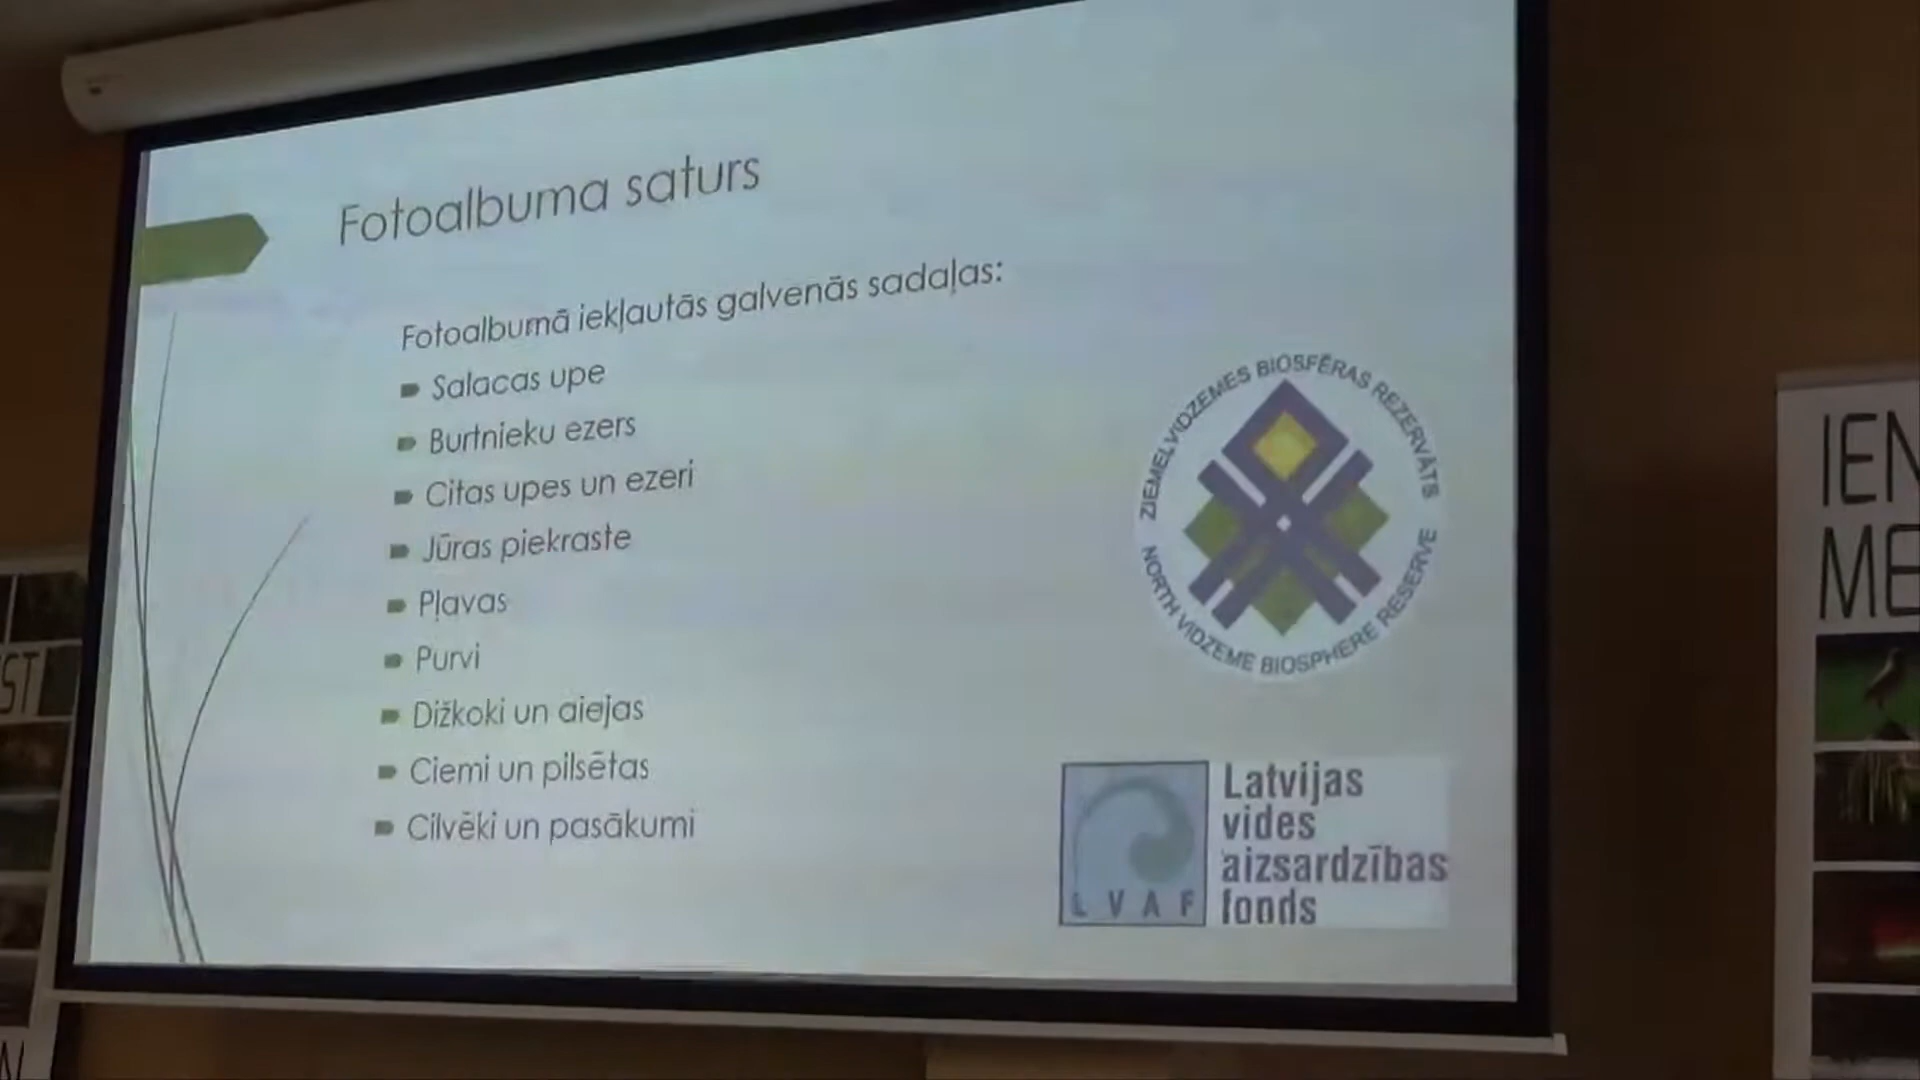 Fotoalbuma saturs
Fotoalbumā iekļautās galvenās sadaļas:
Salacas upe
Burtnieku ezers
Citas upes un ezeri
Jūras piekraste
Pļavas
Purvi
Dižkoki un alejas
Ciemi un pilsētas
Cilvēki un pasākumi
ZIEMEĻVIDZEMES BIOSFĒRAS REZERVĀTS
NORTH VIDZEME BIOSPHERE RESERVE
LVAF
Latvijas
vides
aizsardzības
fonds
IEN
ME
ST
N